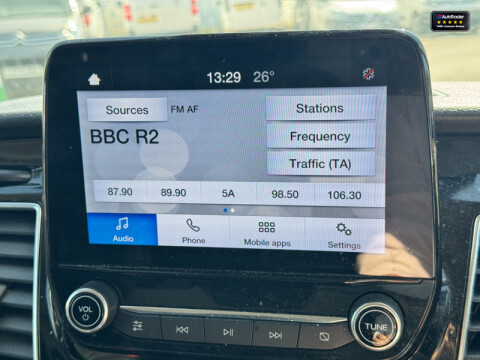 AutoTrader
13:29 26°
Sources FM AF Stations
BBC R2
Frequency
Traffic (TA)
87.90 89.90 5A 98.50 106.30
Audio Phone Mobile apps Settings
VOL TUNE